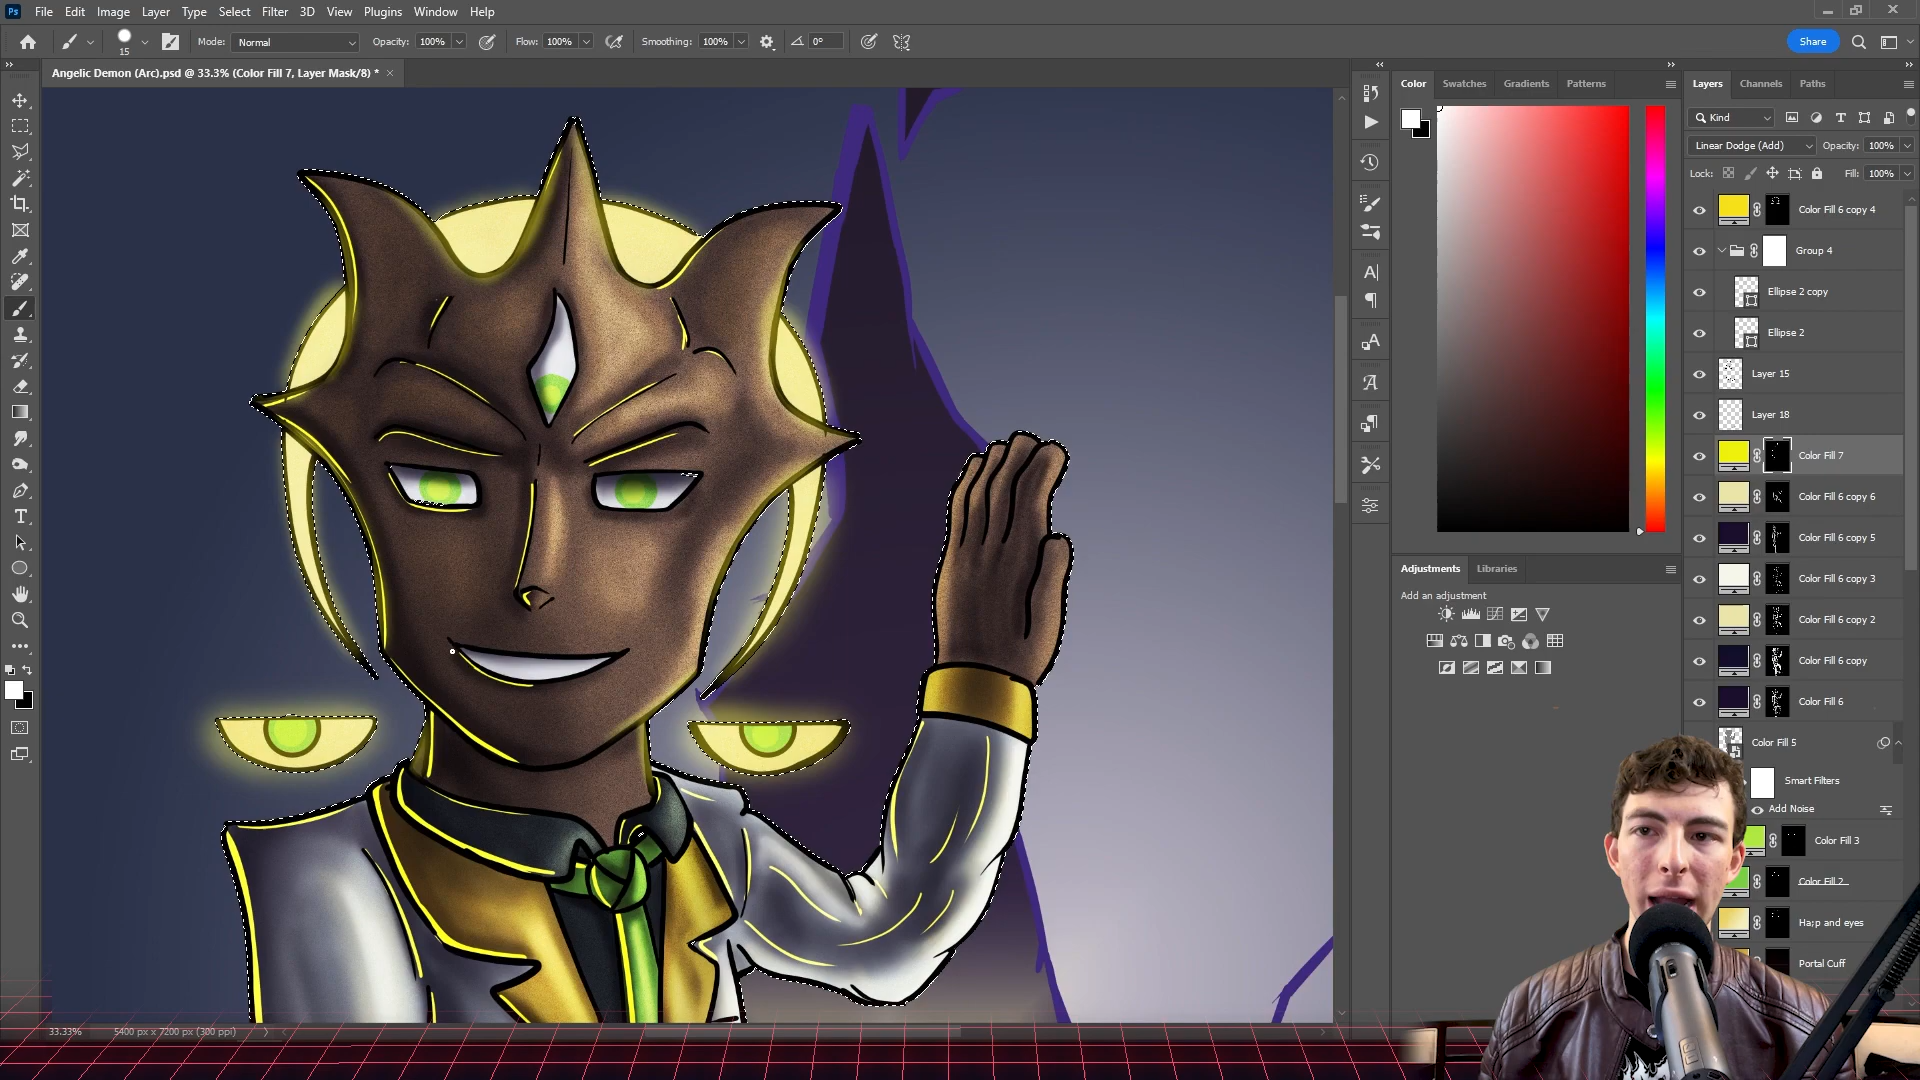 Ps File Edit Image Layer Type Select Filter 3D View Plugins Window Help
15 Mode: Normal Opacity: 100% Flow: 100% Smoothing: 100% 0° Share
Angelic Demon (Arc).psd @ 33.3% (Color Fill 7, Layer Mask/8) * ×
Color Swatches Gradients Patterns
Layers Channels Paths
Kind
Linear Dodge (Add) Opacity: 100%
Lock: Fill: 100%
Color Fill 6 copy 4
Group 4
Ellipse 2 copy
Ellipse 2
Layer 15
Layer 18
Color Fill 7
Color Fill 6 copy 6
Color Fill 6 copy 5
Color Fill 6 copy 3
Color Fill 6 copy 2
Color Fill 6 copy
Color Fill 6
Color Fill 5
Smart Filters
Add Noise
Color Fill 3
Color Fill 2
Ha;p and eyes
Portal Cuff
Adjustments Libraries
Add an adjustment
33.33% 5400 px x 7200 px (300 ppi)